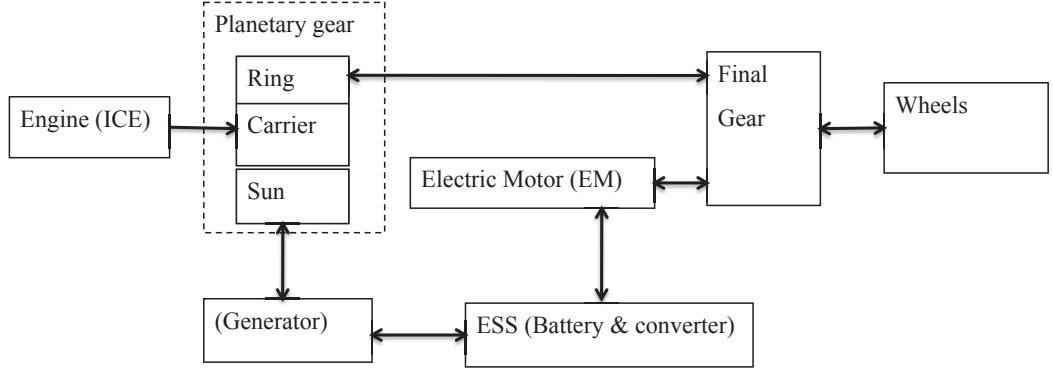 Planetary gear
Ring
Final
Gear
Engine (ICE)
Carrier
Wheels
Electric Motor (EM)
Sun
(Generator)
ESS (Battery & converter)